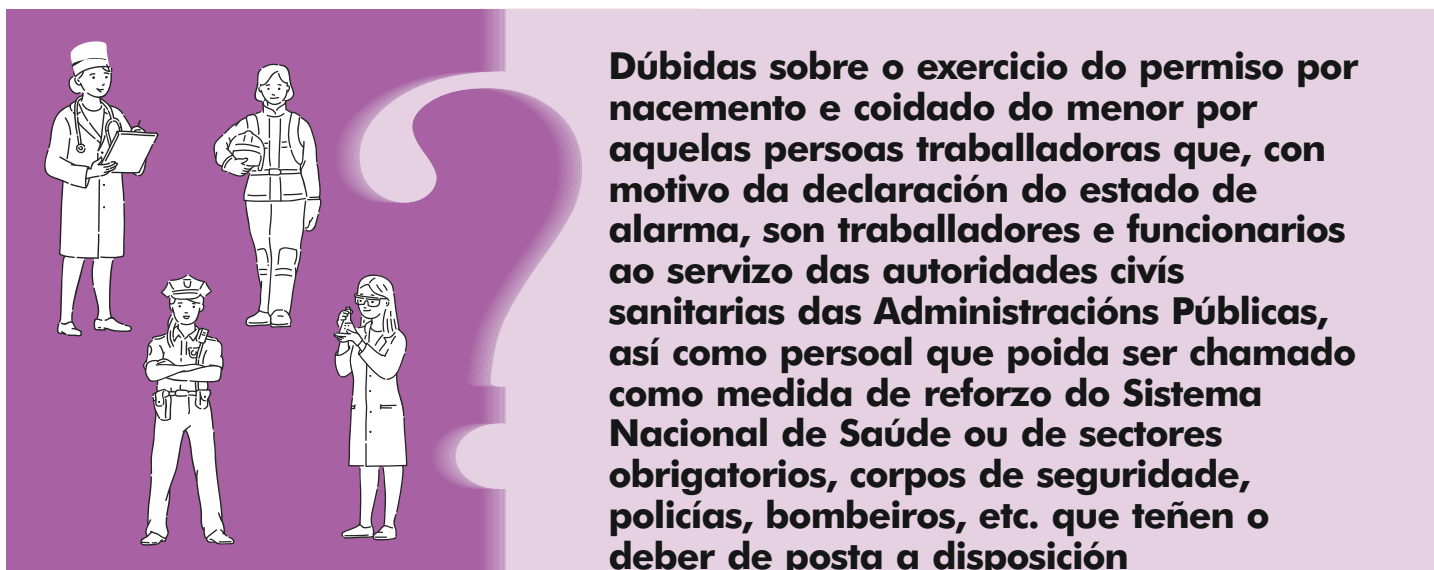 Dúbidas sobre o exercicio do permiso por
nacemento e coidado do menor por
aquelas persoas traballadoras que, con
motivo da declaración do estado de
alarma, son traballadores e funcionarios
ao servizo das autoridades civís
sanitarias das Administracións Públicas,
así como persoal que poida ser chamado
como medida de reforzo do Sistema
Nacional de Saúde ou de sectores
obrigatorios, corpos de seguridade,
policías, bombeiros, etc. que teñen o
deber de posta a disposición